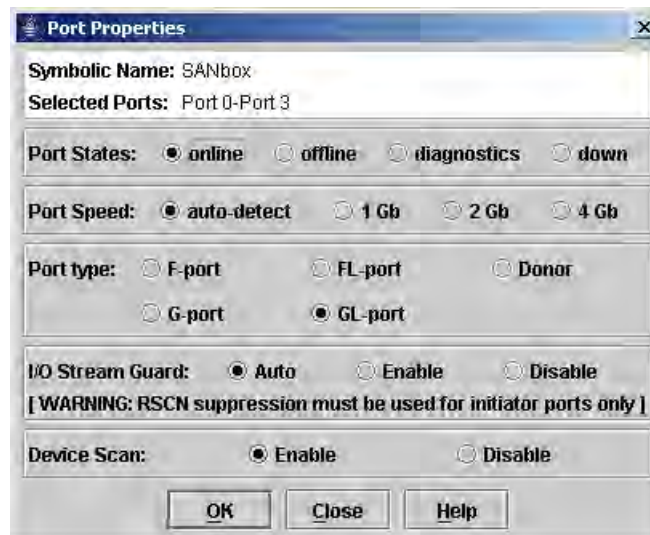 Port Properties
Symbolic Name: SANbox
Selected Ports: Port 0-Port 3
Port States: online offline diagnostics down
Port Speed: auto-detect 1 Gb 2 Gb 4 Gb
Port type: F-port FL-port Donor
G-port GL-port
I/O Stream Guard: Auto Enable Disable
[ WARNING: RSCN suppression must be used for initiator ports only ]
Device Scan: Enable Disable
OK Close Help